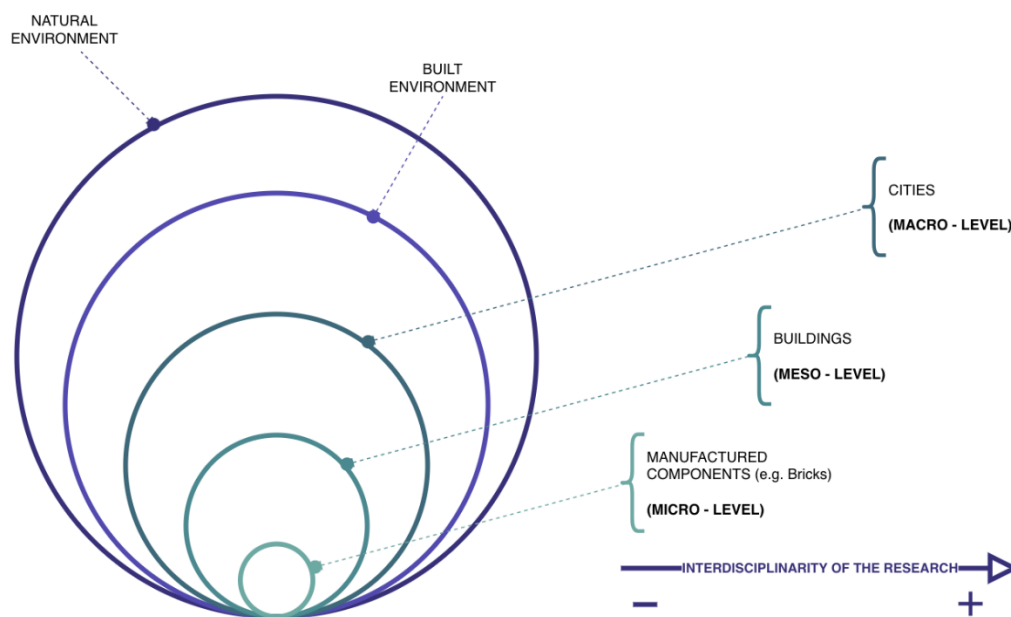 NATURAL
ENVIRONMENT
BUILT
ENVIRONMENT
CITIES
(MACRO - LEVEL)
BUILDINGS
(MESO - LEVEL)
MANUFACTURED
COMPONENTS (e.g. Bricks)
(MICRO - LEVEL)
INTERDISCIPLINARITY OF THE RESEARCH
− +